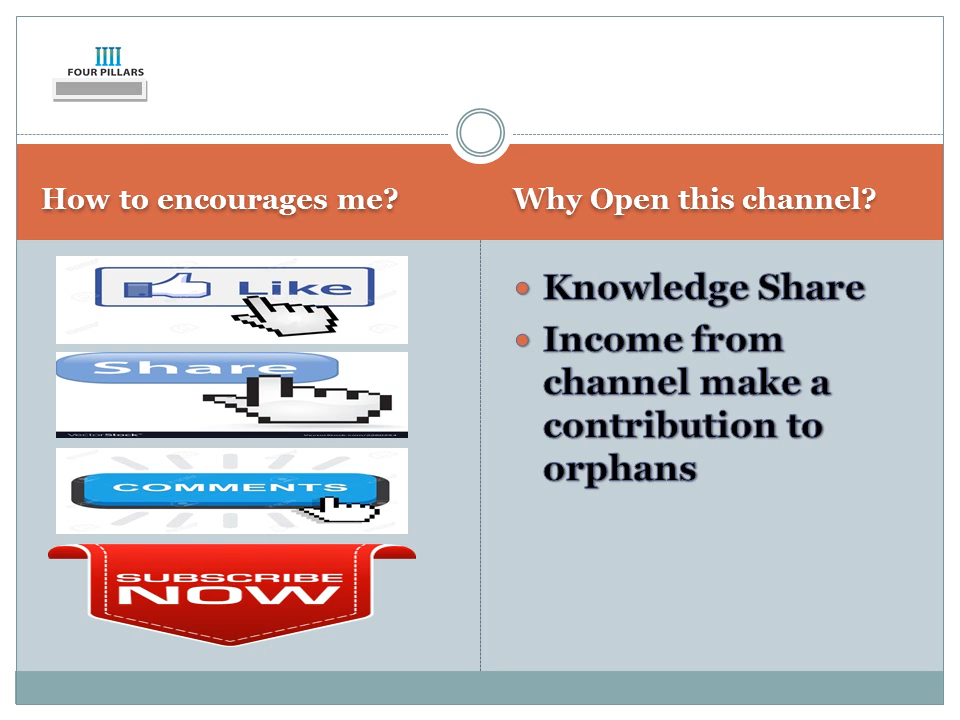 FOUR PILLARS
How to encourages me?
Why Open this channel?
Like
Share
VectorStock
COMMENTS
SUBSCRIBE
NOW
Knowledge Share
Income from
channel make a
contribution to
orphans